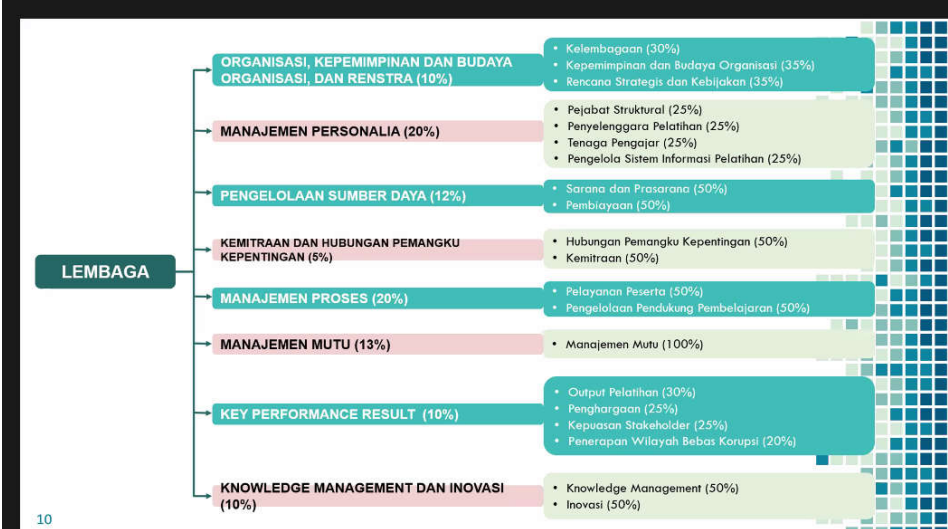 ORGANISASI, KEPEMIMPINAN DAN BUDAYA
ORGANISASI, DAN RENSTRA (10%)
• Kelembagaan (30%)
• Kepemimpinan dan Budaya Organisasi (35%)
• Rencana Strategis dan Kebijakan (35%)
MANAJEMEN PERSONALIA (20%)
• Pejabat Struktural (25%)
• Penyelenggara Pelatihan (25%)
• Tenaga Pengajar (25%)
• Pengelola Sistem Informasi Pelatihan (25%)
PENGELOLAAN SUMBER DAYA (12%)
• Sarana dan Prasarana (50%)
• Pembiayaan (50%)
KEMITRAAN DAN HUBUNGAN PEMANGKU
KEPENTINGAN (5%)
• Hubungan Pemangku Kepentingan (50%)
• Kemitraan (50%)
LEMBAGA
MANAJEMEN PROSES (20%)
• Pelayanan Peserta (50%)
• Pengelolaan Pendukung Pembelajaran (50%)
MANAJEMEN MUTU (13%)
• Manajemen Mutu (100%)
KEY PERFORMANCE RESULT (10%)
• Output Pelatihan (30%)
• Penghargaan (25%)
• Kepuasan Stakeholder (25%)
• Penerapan Wilayah Bebas Korupsi (20%)
KNOWLEDGE MANAGEMENT DAN INOVASI
(10%)
• Knowledge Management (50%)
• Inovasi (50%)
10